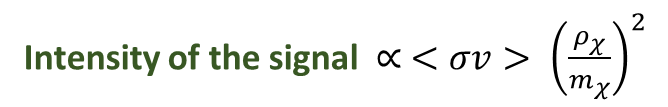 Intensity of the signal ∝ < σv > (ρχ/mχ)²